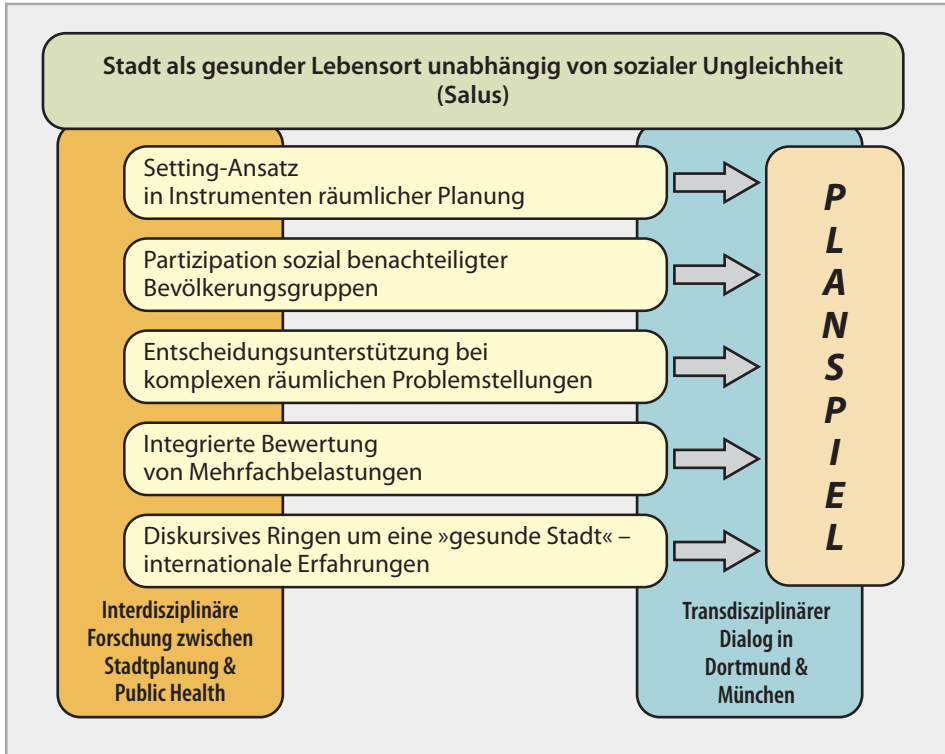 Stadt als gesunder Lebensort unabhängig von sozialer Ungleichheit
(Salus)
Setting-Ansatz
in Instrumenten räumlicher Planung
Partizipation sozial benachteiligter
Bevölkerungsgruppen
Entscheidungsunterstützung bei
komplexen räumlichen Problemstellungen
Integrierte Bewertung
von Mehrfachbelastungen
Diskursives Ringen um eine »gesunde Stadt« –
internationale Erfahrungen
PLANSPIEL
Interdisziplinäre
Forschung zwischen
Stadtplanung &
Public Health
Transdisziplinärer
Dialog in
Dortmund &
München